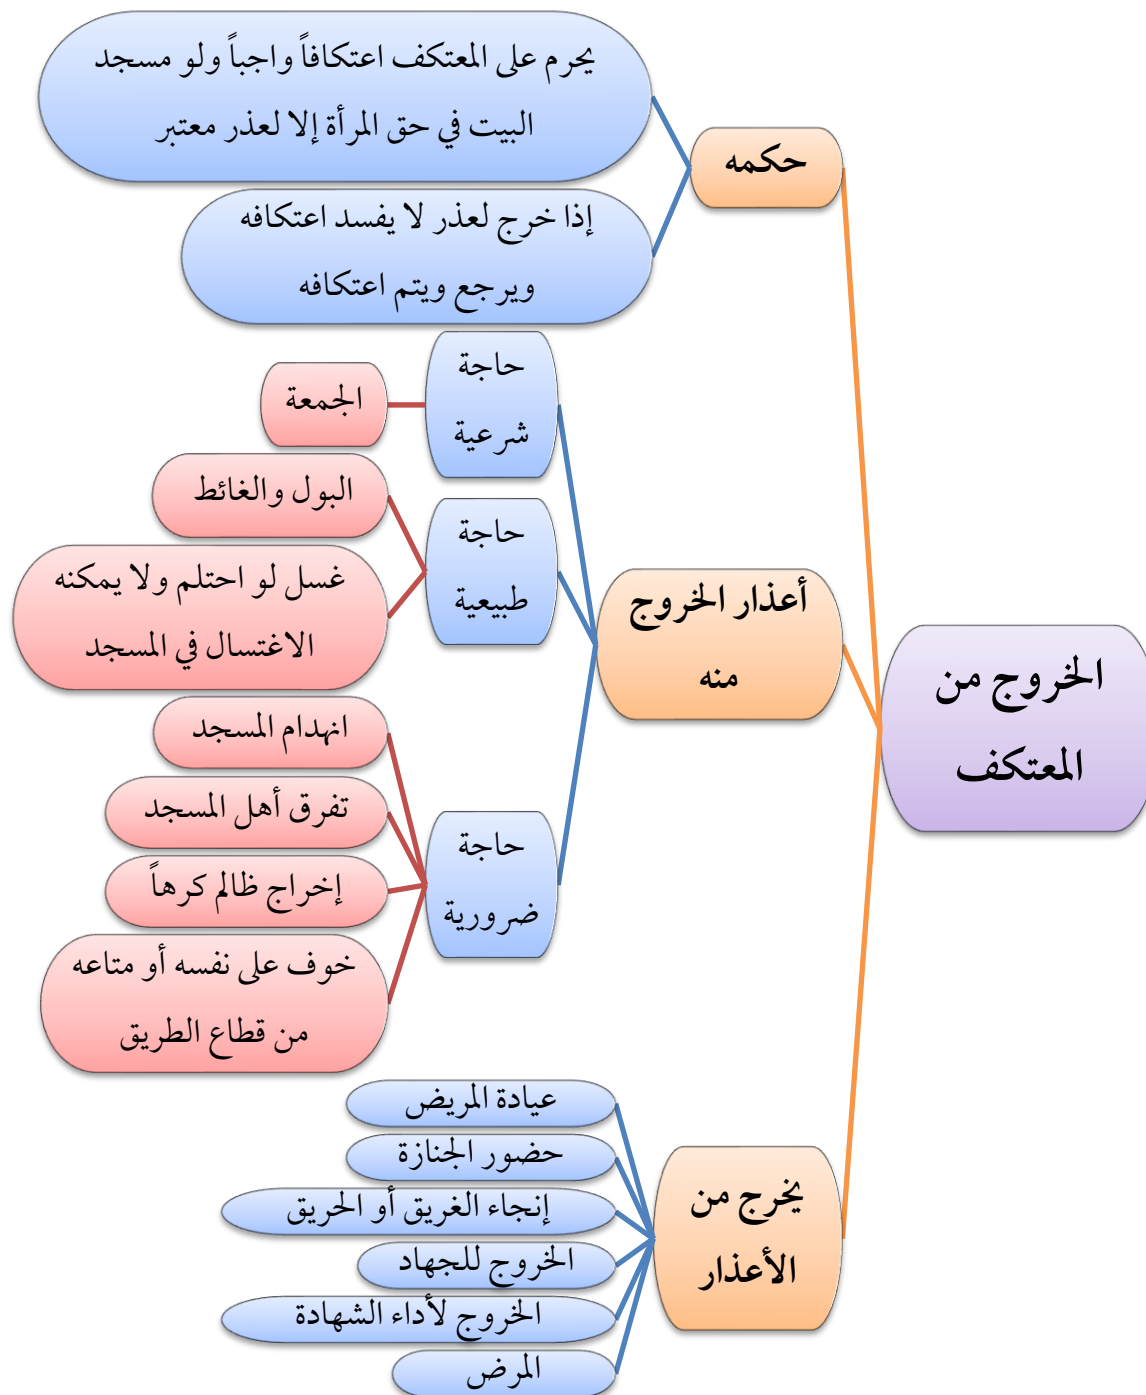 الخروج من
المعتكف
حكمه
يحرم على المعتكف اعتكافاً واجباً ولو مسجد
البيت في حق المرأة إلا لعذر معتبر
إذا خرج لعذر لا يفسد اعتكافه
ويرجع ويتم اعتكافه
أعذار الخروج
منه
حاجة
شرعية
الجمعة
حاجة
طبيعية
البول والغائط
غسل لو احتلم ولا يمكنه
الاغتسال في المسجد
حاجة
ضرورية
انهدام المسجد
تفرق أهل المسجد
إخراج ظالم كرهاً
خوف على نفسه أو متاعه
من قطاع الطريق
يخرج من
الأعذار
عيادة المريض
حضور الجنازة
إنجاء الغريق أو الحريق
الخروج للجهاد
الخروج لأداء الشهادة
المرض